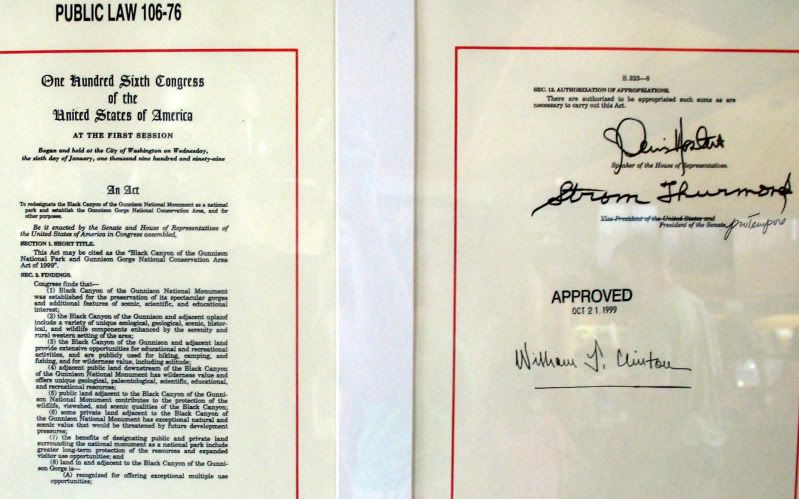 PUBLIC LAW 106-76
One Hundred Sixth Congress
of the
United States of America
AT THE FIRST SESSION
Begun and held at the City of Washington on Wednesday,
the sixth day of January, one thousand nine hundred and ninety-nine
An Act
To redesignate the Black Canyon of the Gunnison National Monument as a national
park and establish the Gunnison Gorge National Conservation Area, and for
other purposes.
Be it enacted by the Senate and House of Representatives of
the United States of America in Congress assembled,
SECTION 1. SHORT TITLE.
This Act may be cited as the "Black Canyon of the Gunnison
National Park and Gunnison Gorge National Conservation Area
Act of 1999".
SEC. 2. FINDINGS.
Congress finds that—
(1) Black Canyon of the Gunnison National Monument
was established for the preservation of its spectacular gorges
and additional features of scenic, scientific, and educational
interest;
(2) the Black Canyon of the Gunnison and adjacent upland
include a variety of unique ecological, geological, scenic, histor-
ical, and wildlife components enhanced by the serenity and
rural western setting of the area;
(3) the Black Canyon of the Gunnison and adjacent land
provide extensive opportunities for educational and recreational
activities, and are publicly used for hiking, camping, and
fishing, and for wilderness value, including solitude;
(4) adjacent public land downstream of the Black Canyon
of the Gunnison National Monument has wilderness value and
offers unique geological, paleontological, scientific, educational,
and recreational resources;
(5) public land adjacent to the Black Canyon of the Gunni-
son National Monument contributes to the protection of the
wildlife, viewshed, and scenic qualities of the Black Canyon;
(6) some private land adjacent to the Black Canyon of
the Gunnison National Monument has exceptional natural and
scenic value that would be threatened by future development
pressures;
(7) the benefits of designating public and private land
surrounding the national monument as a national park include
greater long-term protection of the resources and expanded
visitor use opportunities; and
(8) land in and adjacent to the Black Canyon of the Gunni-
son Gorge is—
(A) recognized for offering exceptional multiple use
opportunities;
S. 323—8
SEC. 12. AUTHORIZATION OF APPROPRIATIONS.
There are authorized to be appropriated such sums as are
necessary to carry out this Act.
Speaker of the House of Representatives.
Strom Thurmond
Vice President of the United States and
President of the Senate pro Tempore
APPROVED
OCT 21 1999
William J. Clinton